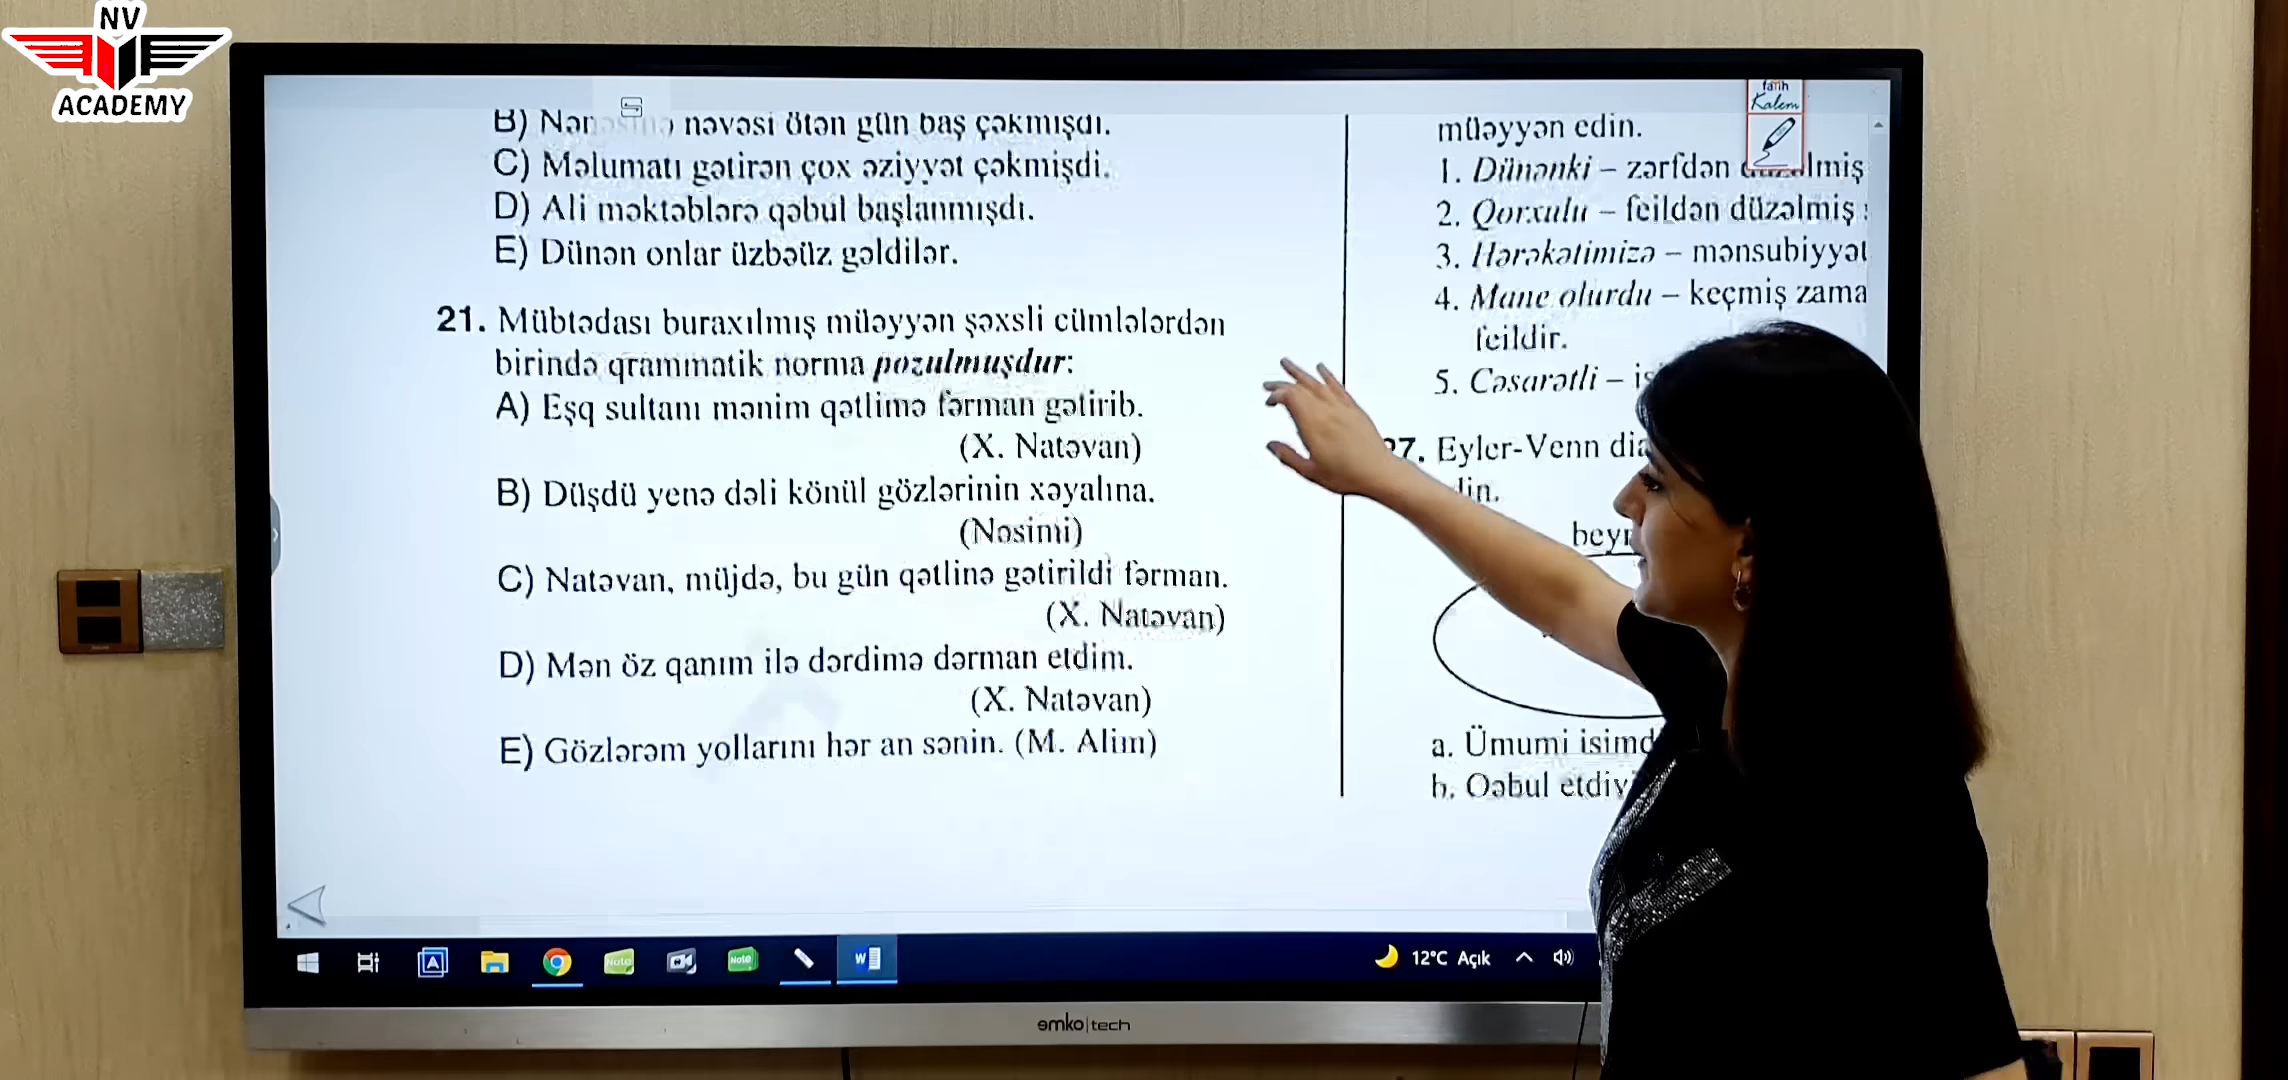 NV
ACADEMY
B) nəvəsi ötən gün baş çəkmişdi.
C) Məlumatı gətirən çox əziyyət çəkmişdi.
D) Ali məktəblərə qəbul başlanmışdı.
E) Dünən onlar üzbəüz gəldilər.
21. Mübtədası buraxılmış müəyyən şəxsli cümlələrdən
birində qrammatik norma pozulmuşdur:
A) Eşq sultanı mənim qətlimə fərman gətirib.
(X. Natəvan)
B) Düşdü yenə dəli könül gözlərinin xəyalına.
(Nəsimi)
C) Natəvan, müjdə, bu gün qətlinə gətirildi fərman.
(X. Natəvan)
D) Mən öz qanım ilə dərdimə dərman etdim.
(X. Natəvan)
E) Gözlərəm yollarını hər an sənin. (M. Alim)
fatih
Kalem
müəyyən edin.
1. Dünənki – zərfdən
2. Qorxulu – feildən düzəlmiş
3. Hərəkətimizə – mənsubiyyət
4. Mane olurdu – keçmiş zama
feildir.
5. Cəsarətli –
27. Eyler-Venn
a. Ümumi
b. Qəbul
12°C Açık
emko|tech